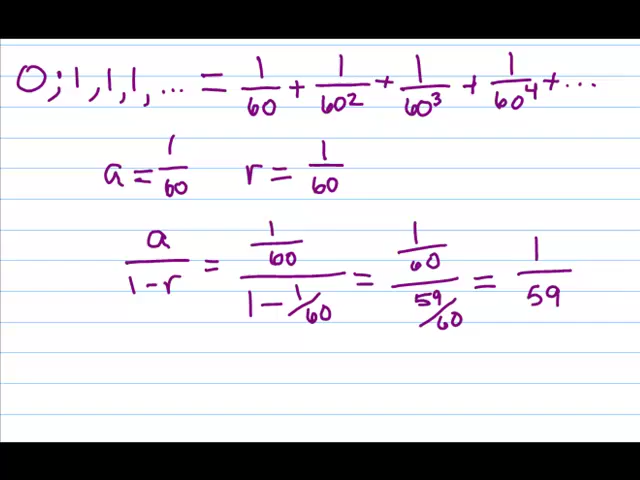 0;1,1,1,... = 1/60 + 1/60² + 1/60³ + 1/60⁴ + ...
a = 1/60 r = 1/60
a/(1-r) = (1/60)/(1 - 1/60) = (1/60)/(59/60) = 1/59